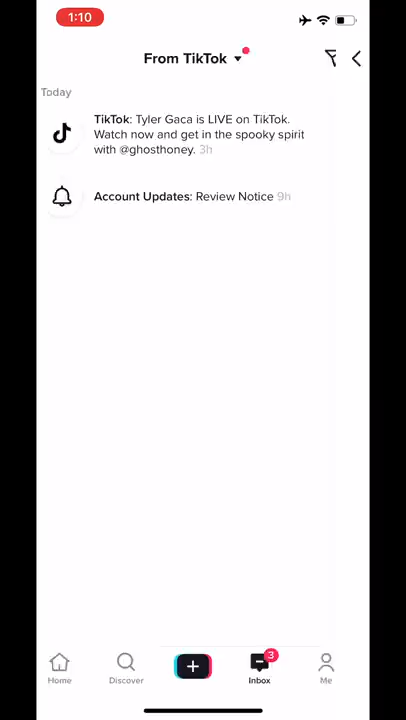 1:10
From TikTok
Today
TikTok: Tyler Gaca is LIVE on TikTok.
Watch now and get in the spooky spirit
with @ghosthoney. 3h
Account Updates: Review Notice 9h
3
Home
Discover
Inbox
Me